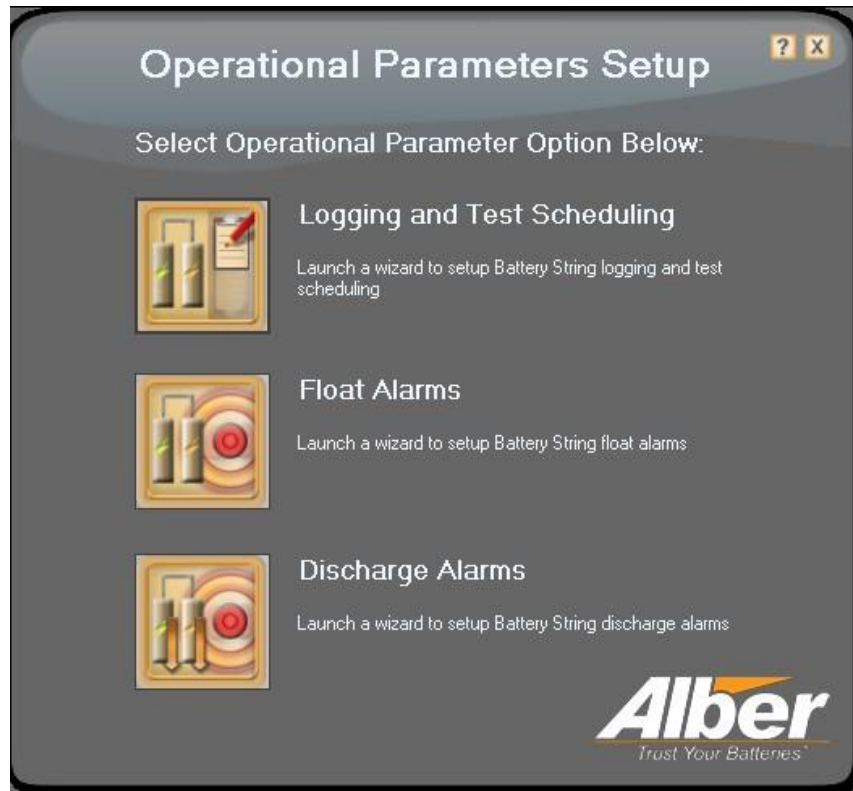 Operational Parameters Setup
? X
Select Operational Parameter Option Below:
Logging and Test Scheduling
Launch a wizard to setup Battery String logging and test
scheduling
Float Alarms
Launch a wizard to setup Battery String float alarms
Discharge Alarms
Launch a wizard to setup Battery String discharge alarms
Alber
Trust Your Batteries